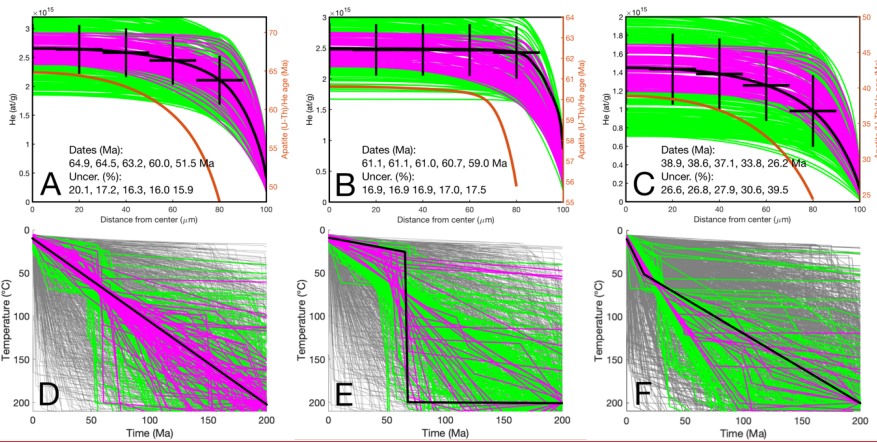 ×10^15
3
2.5
2
1.5
1
0.5
0
He (at/g)
70
65
60
55
50
Apatite (U-Th)/He age (Ma)
Dates (Ma):
64.9, 64.5, 63.2, 60.0, 51.5 Ma
Uncer. (%):
20.1, 17.2, 16.3, 16.0 15.9
A
0 20 40 60 80 100
Distance from center (μm)
3 ×10^15
2.5
2
1.5
1
0.5
0
He (at/g)
64
63
62
61
60
59
58
57
56
55
Apatite (U-Th)/He age (Ma)
Dates (Ma):
61.1, 61.1, 61.0, 60.7, 59.0 Ma
Uncer. (%):
16.9, 16.9 16.9, 17.0, 17.5
B
0 20 40 60 80 100
Distance from center (μm)
2 ×10^15
1.8
1.6
1.4
1.2
1
0.8
0.6
0.4
0.2
0
He (at/g)
50
45
40
35
30
25
Dates (Ma):
38.9, 38.6, 37.1, 33.8, 26.2 Ma
Uncer. (%):
26.6, 26.8, 27.9, 30.6, 39.5
C
0 20 40 60 80 100
Distance from center (μm)
0
50
100
150
200
Temperature (°C)
D
0 50 100 150 200
Time (Ma)
0
50
100
150
200
Temperature (°C)
E
0 50 100 150 200
Time (Ma)
0
50
100
150
200
Temperature (°C)
F
0 50 100 150 200
Time (Ma)